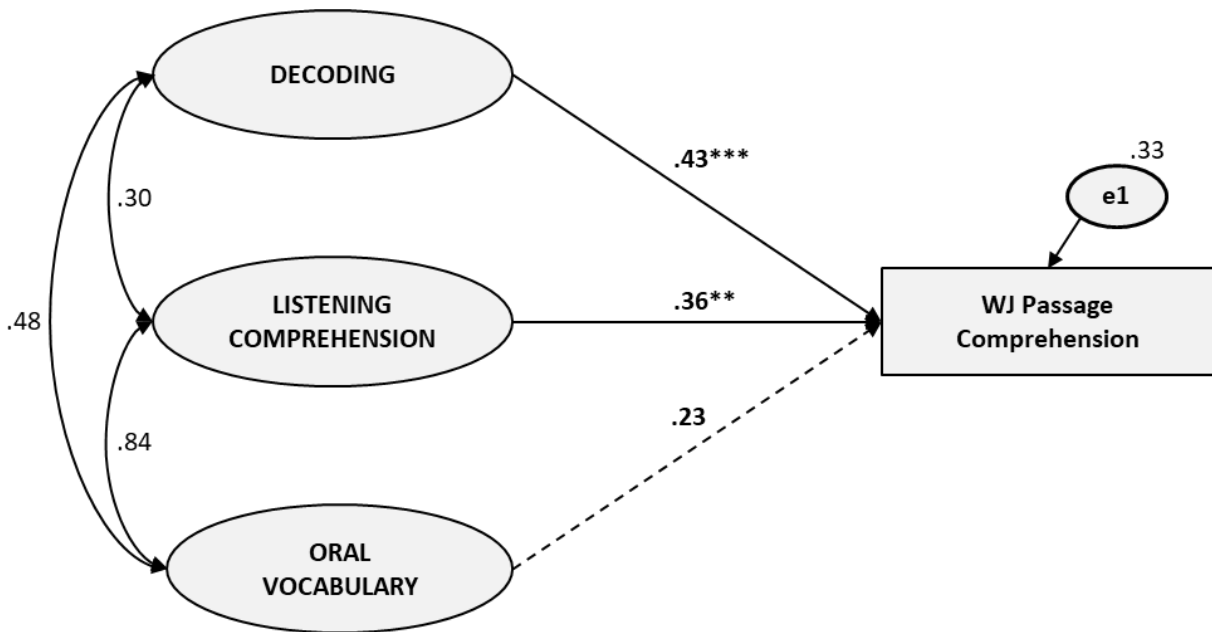 DECODING
.43***
.33
e1
.30
LISTENING
COMPREHENSION
.36**
WJ Passage
Comprehension
.48
.84
.23
ORAL
VOCABULARY